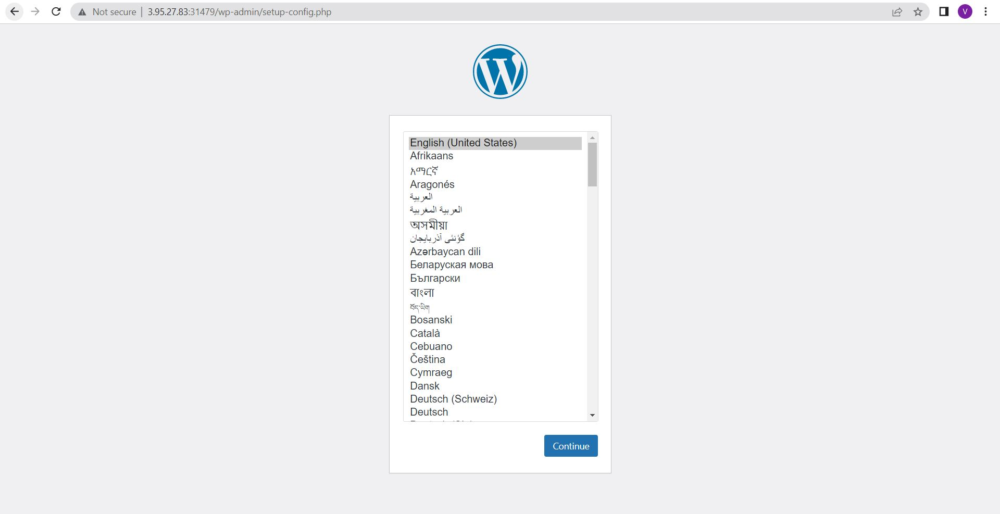 Not secure | 3.95.27.83:31479/wp-admin/setup-config.php
V
English (United States)
Afrikaans
አማርኛ
Aragonés
العربية
العربية المغربية
অসমীয়া
گؤنئی آذربایجان
Azərbaycan dili
Беларуская мова
Български
বাংলা
བོད་ཡིག
Bosanski
Català
Cebuano
Čeština
Cymraeg
Dansk
Deutsch (Schweiz)
Deutsch
Continue